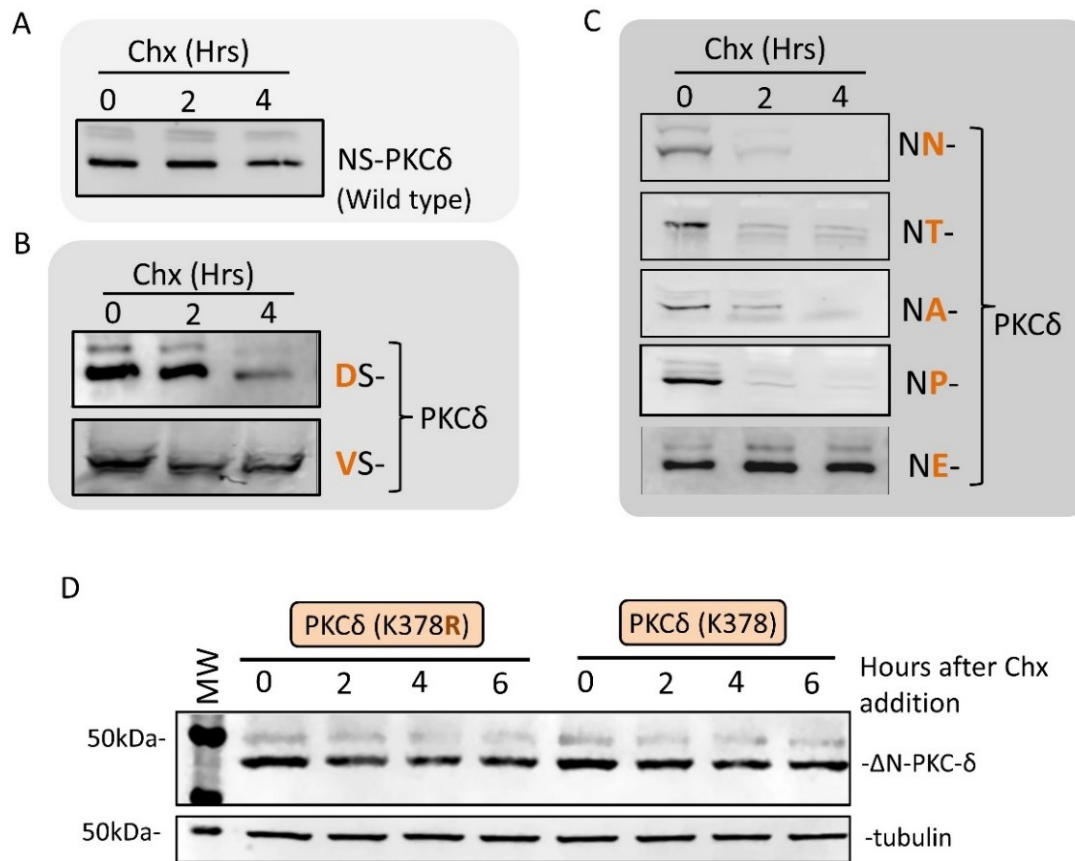 A
Chx (Hrs)
0 2 4
NS-PKCδ
(Wild type)
B
Chx (Hrs)
0 2 4
DS-
VS-
PKCδ
C
Chx (Hrs)
0 2 4
NN-
NT-
NA-
NP-
NE-
PKCδ
D
PKCδ (K378R) PKCδ (K378)
MW 0 2 4 6 0 2 4 6 Hours after Chx
addition
50kDa-
-ΔN-PKC-δ
50kDa- -tubulin